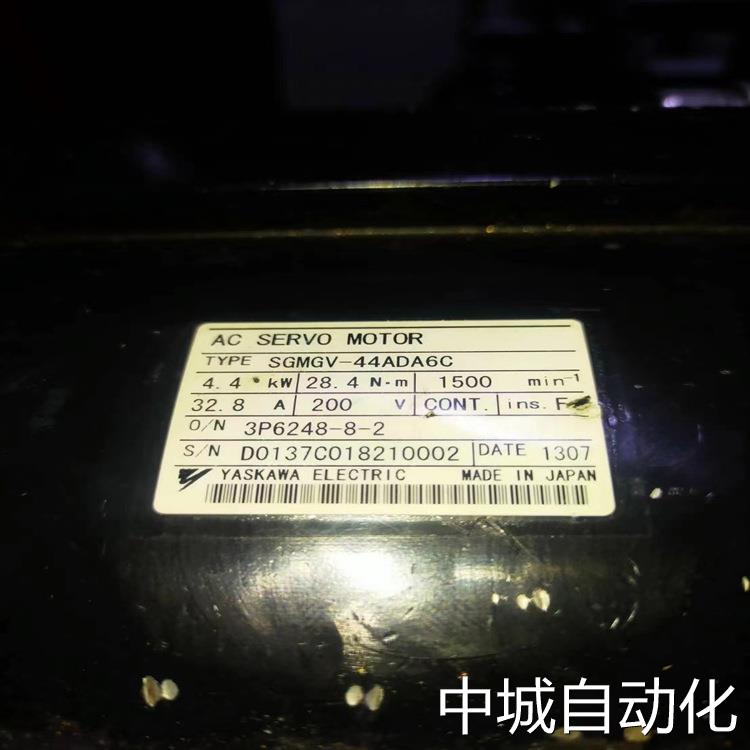 AC SERVO MOTOR
TYPE SGMGV-44ADA6C
4.4 kW 28.4 N·m 1500 min-1
32.8 A 200 V CONT. ins. F
O/N 3P6248-8-2
S/N D0137C018210002 DATE 1307
YASKAWA ELECTRIC MADE IN JAPAN
中城自动化